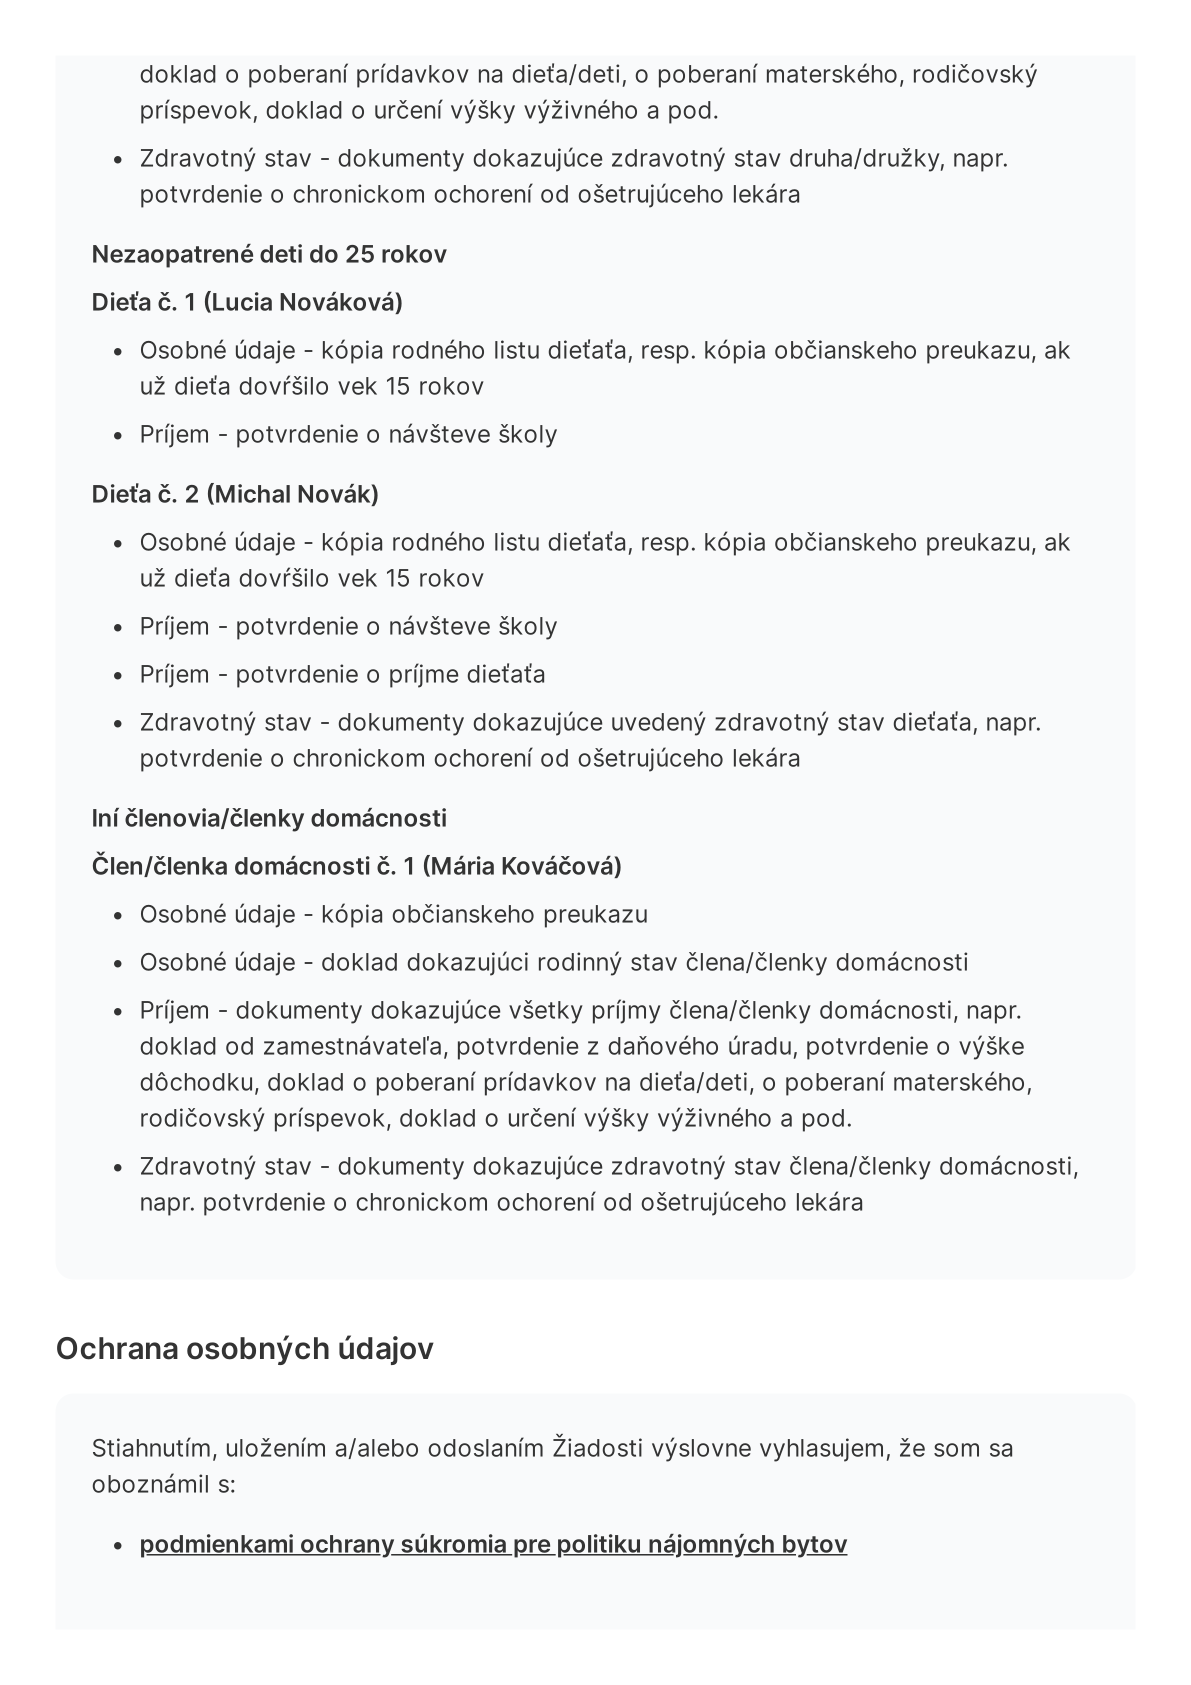 doklad o poberaní prídavkov na dieťa/deti, o poberaní materského, rodičovský
príspevok, doklad o určení výšky výživného a pod.
• Zdravotný stav - dokumenty dokazujúce zdravotný stav druha/družky, napr.
potvrdenie o chronickom ochorení od ošetrujúceho lekára
Nezaopatrené deti do 25 rokov
Dieťa č. 1 (Lucia Nováková)
• Osobné údaje - kópia rodného listu dieťaťa, resp. kópia občianskeho preukazu, ak
už dieťa dovŕšilo vek 15 rokov
• Príjem - potvrdenie o návšteve školy
Dieťa č. 2 (Michal Novák)
• Osobné údaje - kópia rodného listu dieťaťa, resp. kópia občianskeho preukazu, ak
už dieťa dovŕšilo vek 15 rokov
• Príjem - potvrdenie o návšteve školy
• Príjem - potvrdenie o príjme dieťaťa
• Zdravotný stav - dokumenty dokazujúce uvedený zdravotný stav dieťaťa, napr.
potvrdenie o chronickom ochorení od ošetrujúceho lekára
Iní členovia/členky domácnosti
Člen/členka domácnosti č. 1 (Mária Kováčová)
• Osobné údaje - kópia občianskeho preukazu
• Osobné údaje - doklad dokazujúci rodinný stav člena/členky domácnosti
• Príjem - dokumenty dokazujúce všetky príjmy člena/členky domácnosti, napr.
doklad od zamestnávateľa, potvrdenie z daňového úradu, potvrdenie o výške
dôchodku, doklad o poberaní prídavkov na dieťa/deti, o poberaní materského,
rodičovský príspevok, doklad o určení výšky výživného a pod.
• Zdravotný stav - dokumenty dokazujúce zdravotný stav člena/členky domácnosti,
napr. potvrdenie o chronickom ochorení od ošetrujúceho lekára
Ochrana osobných údajov
Stiahnutím, uložením a/alebo odoslaním Žiadosti výslovne vyhlasujem, že som sa
oboznámil s:
• podmienkami ochrany súkromia pre politiku nájomných bytov